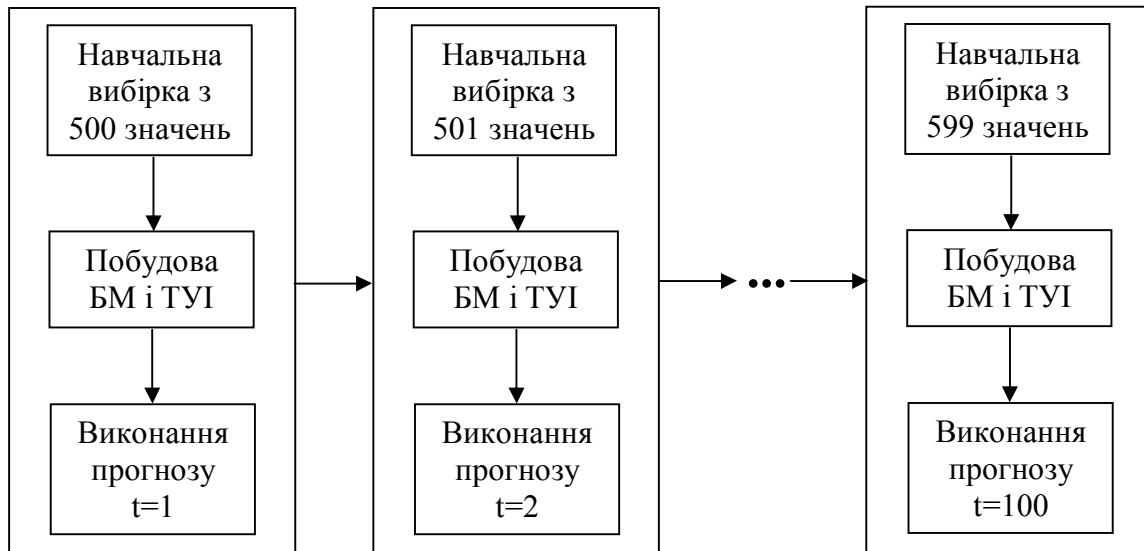 Навчальна
вибірка з
500 значень
Побудова
БМ і ТУІ
Виконання
прогнозу
t=1
Навчальна
вибірка з
501 значень
Побудова
БМ і ТУІ
Виконання
прогнозу
t=2
Навчальна
вибірка з
599 значень
Побудова
БМ і ТУІ
Виконання
прогнозу
t=100